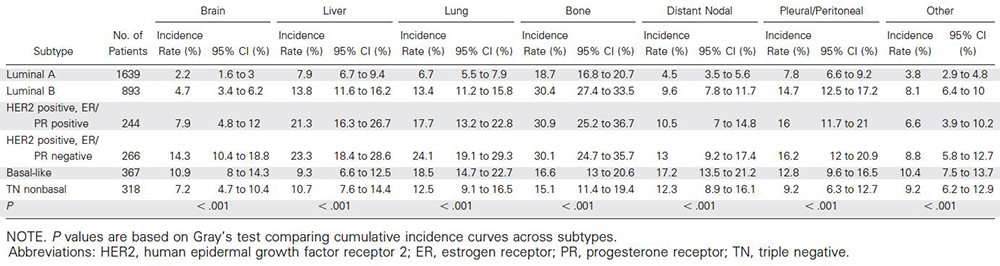 Brain Liver Lung Bone Distant Nodal Pleural/Peritoneal Other
No. of Incidence Incidence Incidence Incidence Incidence Incidence Incidence 95% CI
Subtype Patients Rate (%) 95% CI (%) Rate (%) 95% CI (%) Rate (%) 95% CI (%) Rate (%) 95% CI (%) Rate (%) 95% CI (%) Rate (%) 95% CI (%) Rate (%) (%)
Luminal A 1639 2.2 1.6 to 3 7.9 6.7 to 9.4 6.7 5.5 to 7.9 18.7 16.8 to 20.7 4.5 3.5 to 5.6 7.8 6.6 to 9.2 3.8 2.9 to 4.8
Luminal B 893 4.7 3.4 to 6.2 13.8 11.6 to 16.2 13.4 11.2 to 15.8 30.4 27.4 to 33.5 9.6 7.8 to 11.7 14.7 12.5 to 17.2 8.1 6.4 to 10
HER2 positive, ER/
PR positive 244 7.9 4.8 to 12 21.3 16.3 to 26.7 17.7 13.2 to 22.8 30.9 25.2 to 36.7 10.5 7 to 14.8 16 11.7 to 21 6.6 3.9 to 10.2
HER2 positive, ER/
PR negative 266 14.3 10.4 to 18.8 23.3 18.4 to 28.6 24.1 19.1 to 29.3 30.1 24.7 to 35.7 13 9.2 to 17.4 16.2 12 to 20.9 8.8 5.8 to 12.7
Basal-like 367 10.9 8 to 14.3 9.3 6.6 to 12.5 18.5 14.7 to 22.7 16.6 13 to 20.6 17.2 13.5 to 21.2 12.8 9.6 to 16.5 10.4 7.5 to 13.7
TN nonbasal 318 7.2 4.7 to 10.4 10.7 7.6 to 14.4 12.5 9.1 to 16.5 15.1 11.4 to 19.4 12.3 8.9 to 16.1 9.2 6.3 to 12.7 9.2 6.2 to 12.9
P < .001 < .001 < .001 < .001 < .001 < .001 < .001
NOTE. P values are based on Gray's test comparing cumulative incidence curves across subtypes.
Abbreviations: HER2, human epidermal growth factor receptor 2; ER, estrogen receptor; PR, progesterone receptor; TN, triple negative.